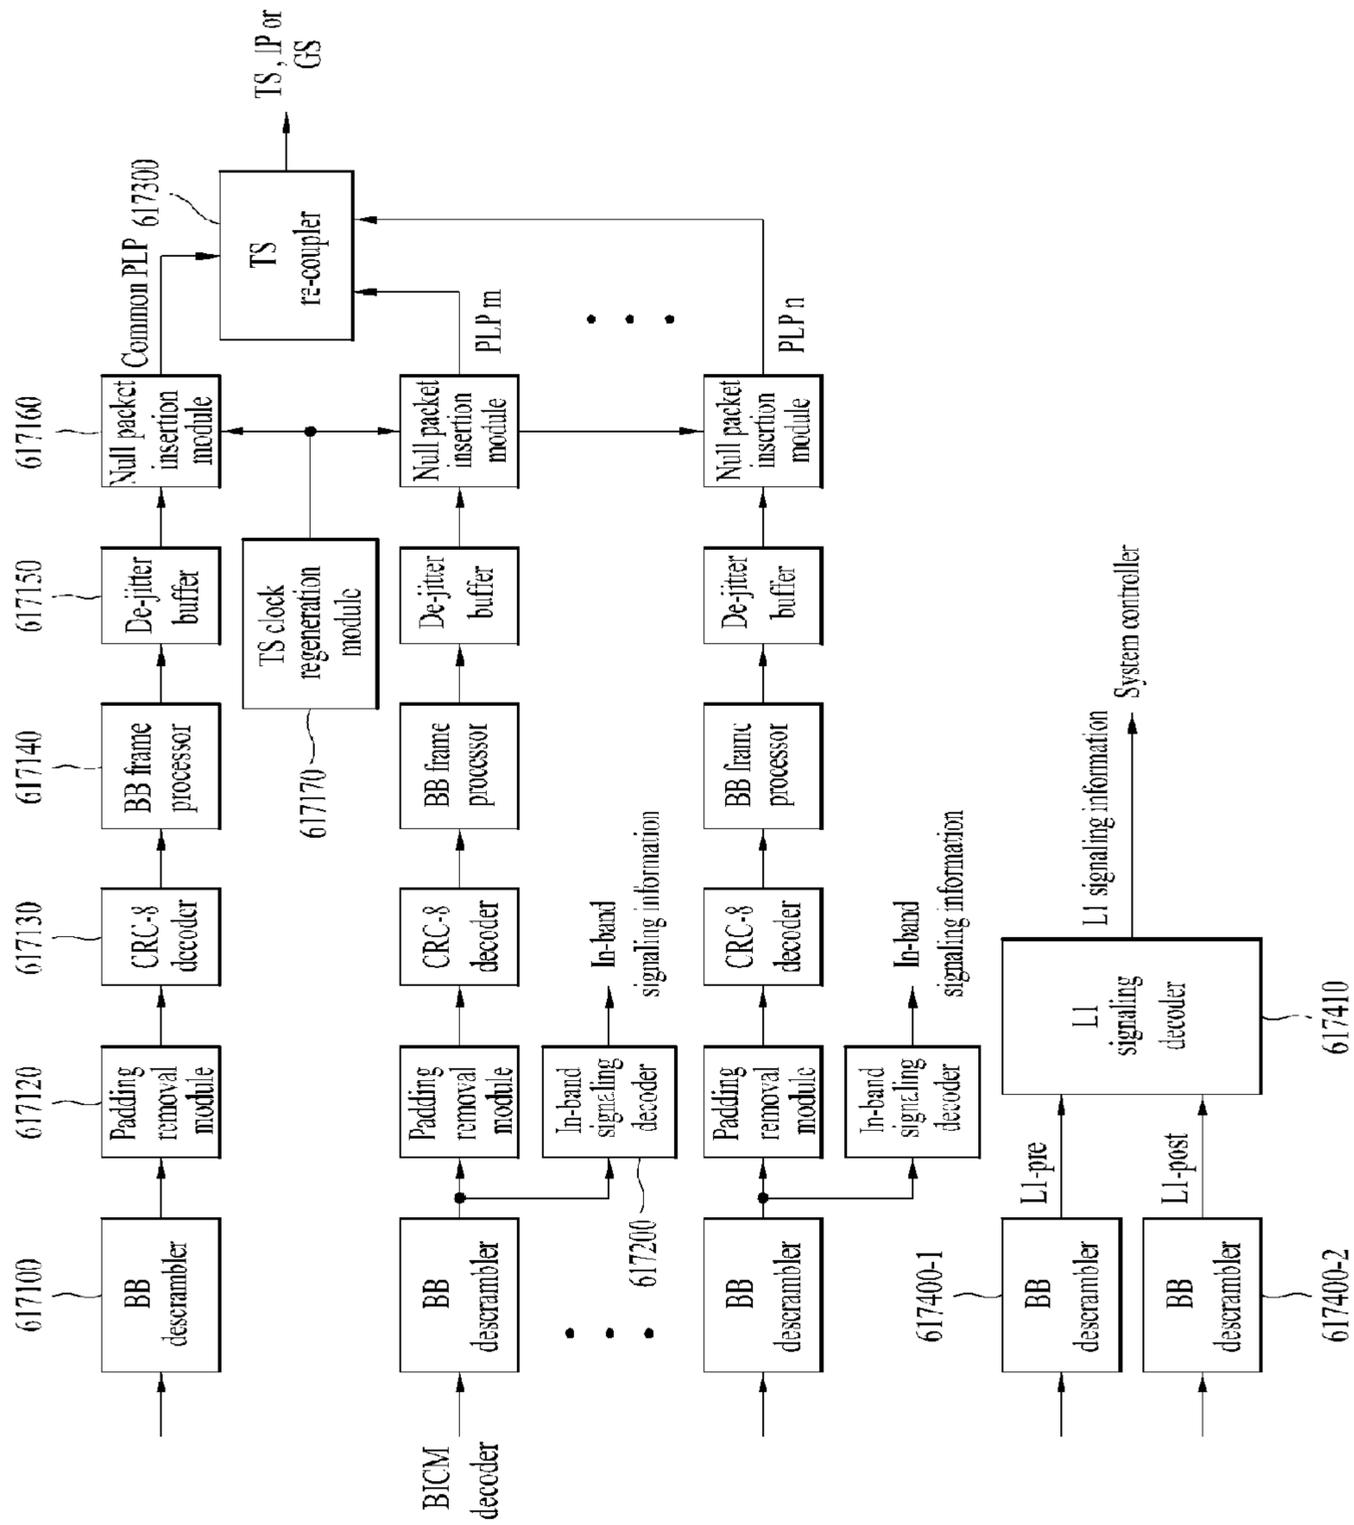 617100
617120
617130
617140
617150
617160
BB
descrambler
Padding
removal
module
CRC-8
decoder
BB frame
processor
De-jitter
buffer
Null packet
insertion
module
Common PLP
617300
TS
re-coupler
TS , IP or
GS
TS clock
regeneration
module
617170
BICM
decoder
BB
descrambler
Padding
removal
module
CRC-8
decoder
BB frame
processor
De-jitter
buffer
Null packet
insertion
module
PLP m
617200
In-band
signaling
decoder
In-band
signaling information
BB
descrambler
Padding
removal
module
CRC-8
decoder
BB frame
processor
De-jitter
buffer
Null packet
insertion
module
PLP n
In-band
signaling
decoder
In-band
signaling information
617400-1
BB
descrambler
L1-pre
L1
signaling
decoder
L1 signaling information
System controller
BB
descrambler
L1-post
617400-2
617410